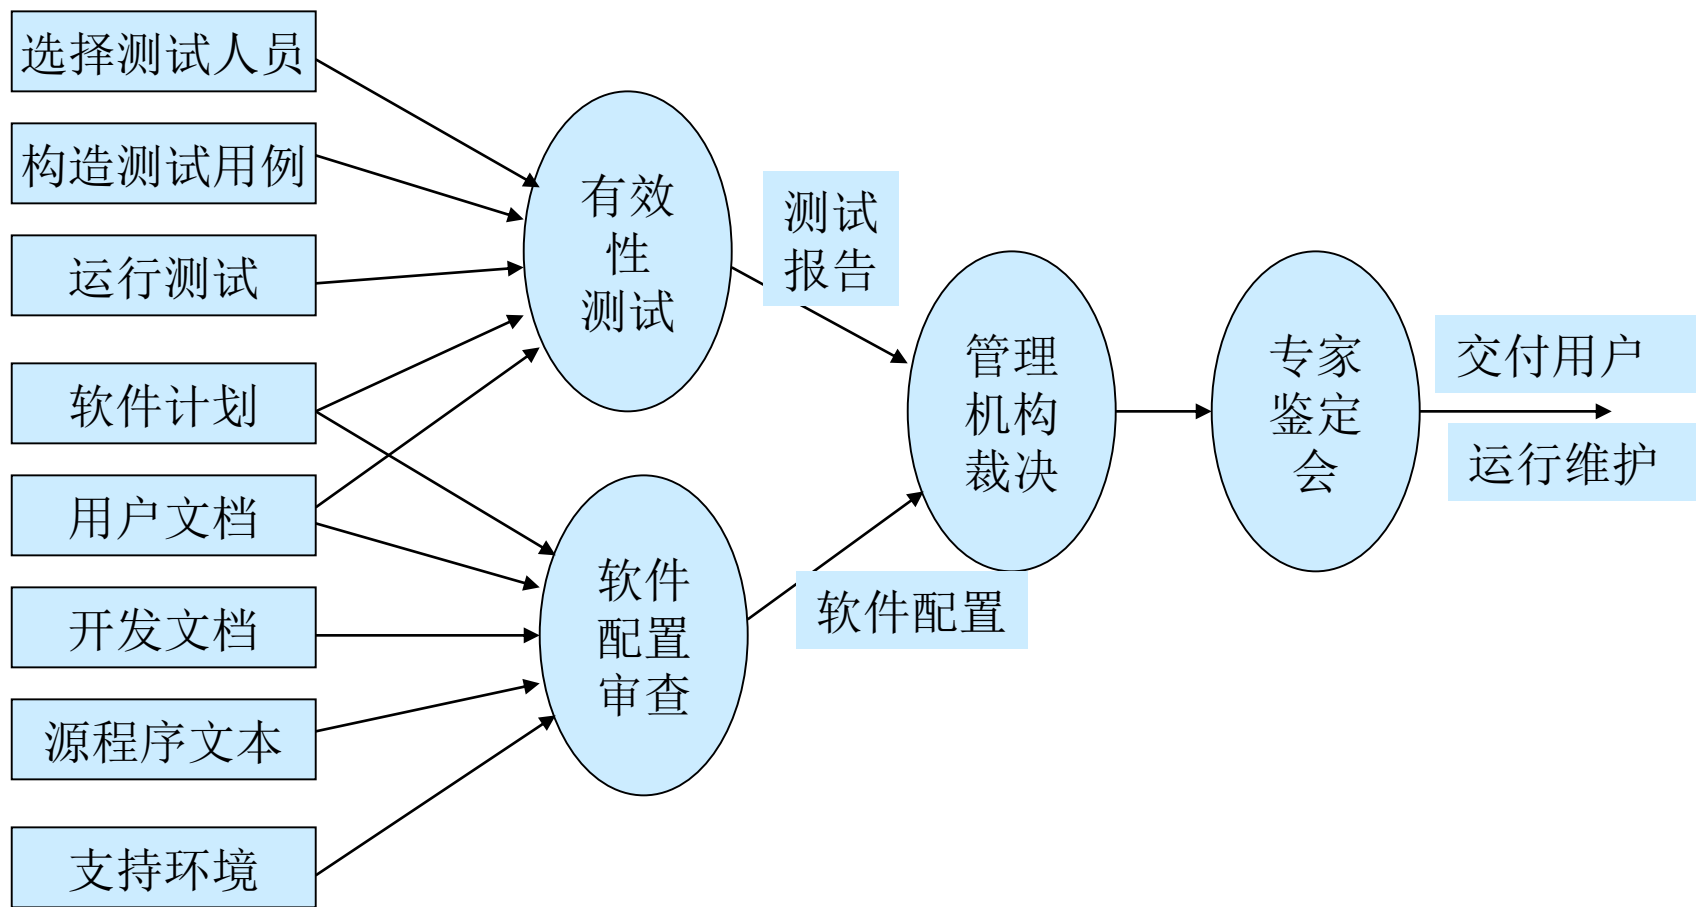 选择测试人员
构造测试用例
运行测试
软件计划
用户文档
开发文档
源程序文本
支持环境
有效
性
测试
软件
配置
审查
测试
报告
软件配置
管理
机构
裁决
专家
鉴定
会
交付用户
运行维护